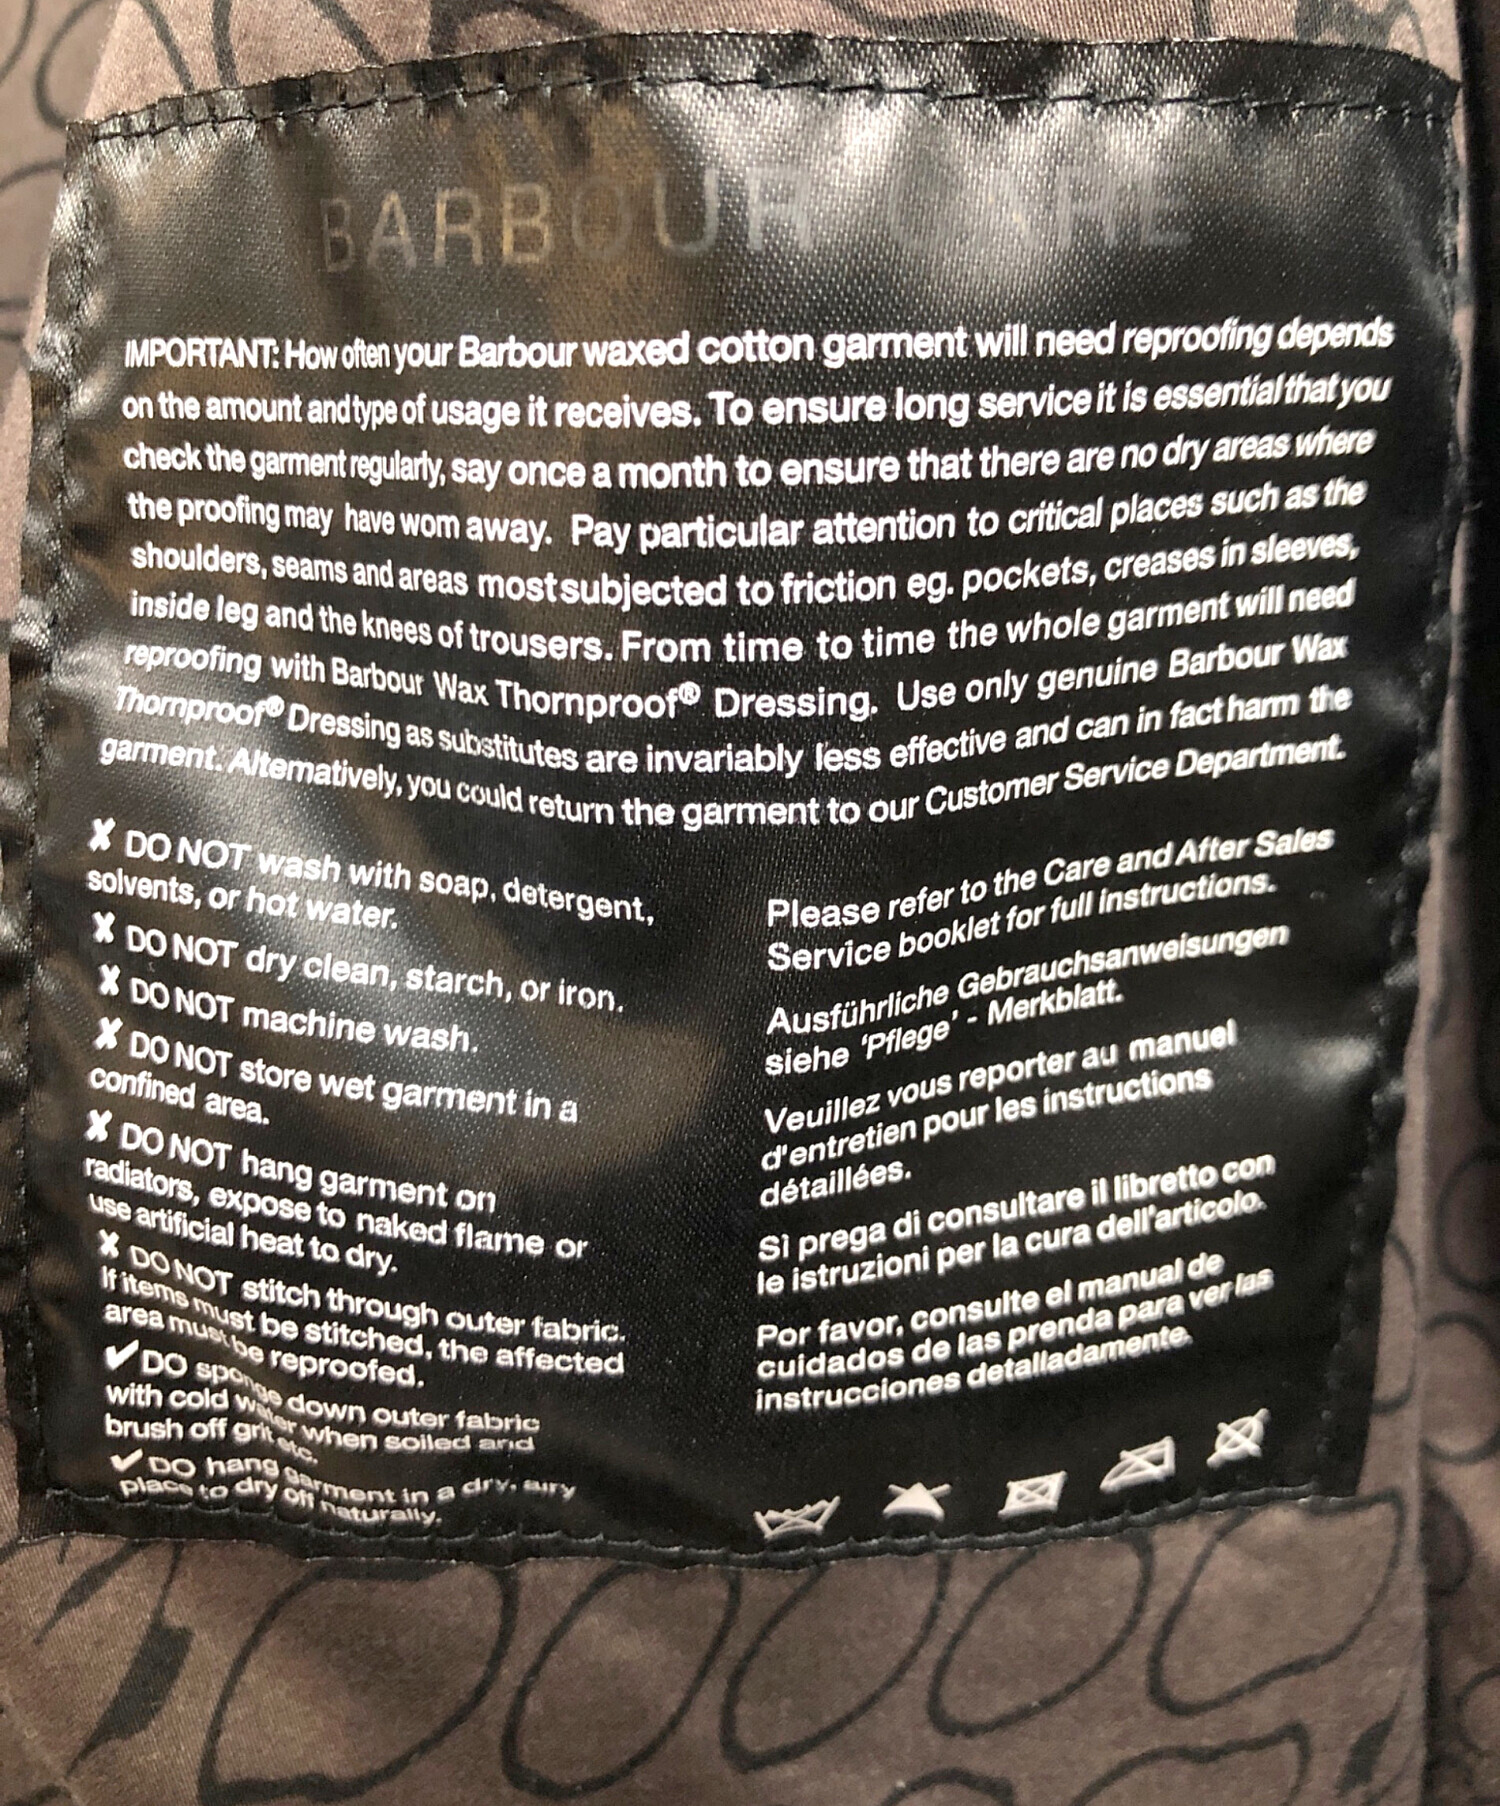 BARBOUR CARE
IMPORTANT: How often your Barbour waxed cotton garment will need reproofing depends
on the amount and type of usage it receives. To ensure long service it is essential that you
check the garment regularly, say once a month to ensure that there are no dry areas where
the proofing may have worn away. Pay particular attention to critical places such as the
shoulders, seams and areas most subjected to friction eg. pockets, creases in sleeves,
inside leg and the knees of trousers. From time to time the whole garment will need
reproofing with Barbour Wax Thornproof® Dressing. Use only genuine Barbour Wax
Thornproof® Dressing as substitutes are invariably less effective and can in fact harm the
garment. Alternatively, you could return the garment to our Customer Service Department.
✘ DO NOT wash with soap, detergent,
solvents, or hot water.
✘ DO NOT dry clean, starch, or iron.
✘ DO NOT machine wash.
✘ DO NOT store wet garment in a
confined area.
✘ DO NOT hang garment on
radiators, expose to naked flame or
use artificial heat to dry.
✘ DO NOT stitch through outer fabric.
If items must be stitched, the affected
area must be reproofed.
✔ DO sponge down outer fabric
with cold water when soiled and
brush off grit etc.
✔ DO hang garment in a dry, airy
place to dry off naturally.
Please refer to the Care and After Sales
Service booklet for full instructions.
Ausführliche Gebrauchsanweisungen
siehe 'Pflege' - Merkblatt.
Veuillez vous reporter au manuel
d'entretien pour les instructions
détaillées.
Si prega di consultare il libretto con
le istruzioni per la cura dell'articolo.
Por favor, consulte el manual de
cuidados de las prenda para ver las
instrucciones detalladamente.